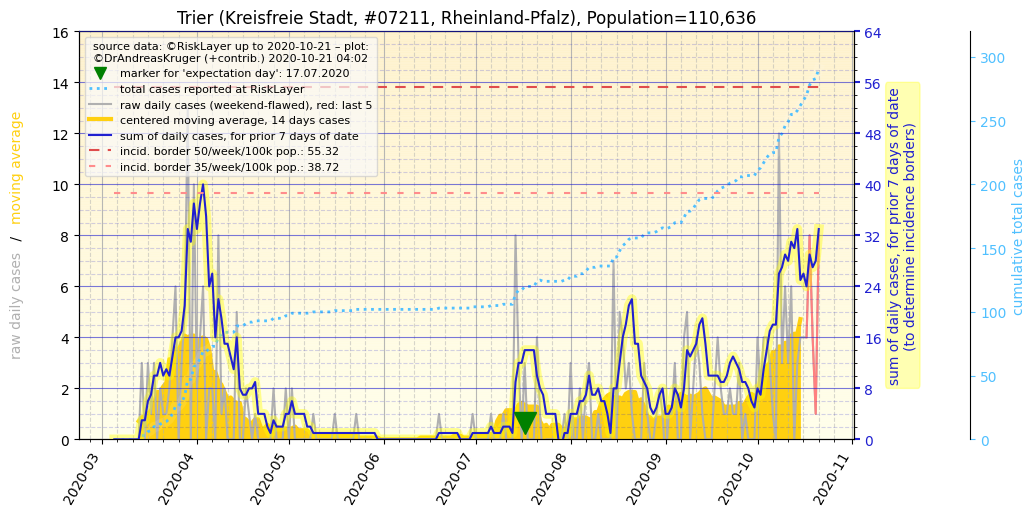 Trier (Kreisfreie Stadt, #07211, Rheinland-Pfalz), Population=110,636
source data: ©RiskLayer up to 2020-10-21 – plot:
©DrAndreasKruger (+contrib.) 2020-10-21 04:02
marker for 'expectation day': 17.07.2020
total cases reported at RiskLayer
raw daily cases (weekend-flawed), red: last 5
centered moving average, 14 days cases
sum of daily cases, for prior 7 days of date
incid. border 50/week/100k pop.: 55.32
incid. border 35/week/100k pop.: 38.72
raw daily cases / moving average
16
14
12
10
8
6
4
2
0
2020-03
2020-04
2020-05
2020-06
2020-07
2020-08
2020-09
2020-10
2020-11
64
56
48
40
32
24
16
8
0
sum of daily cases, for prior 7 days of date
(to determine incidence borders)
300
250
200
150
100
50
0
cumulative total cases